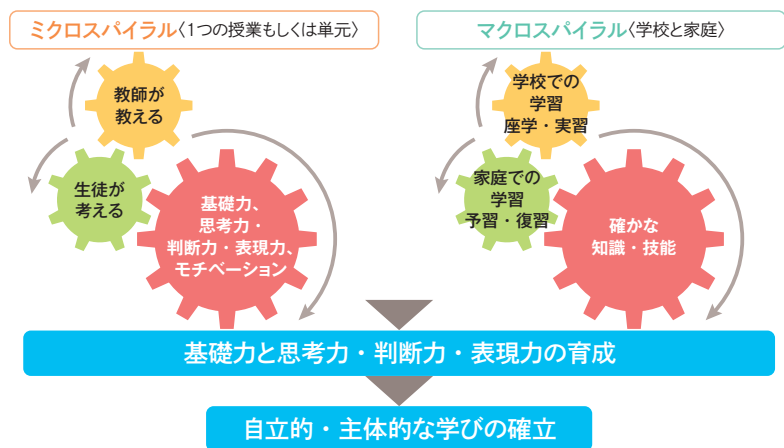 ミクロスパイラル〈1つの授業もしくは単元〉
教師が
教える
生徒が
考える
基礎力、
思考力・
判断力・表現力、
モチベーション
マクロスパイラル〈学校と家庭〉
学校での
学習
座学・実習
家庭での
学習
予習・復習
確かな
知識・技能
基礎力と思考力・判断力・表現力の育成
自立的・主体的な学びの確立